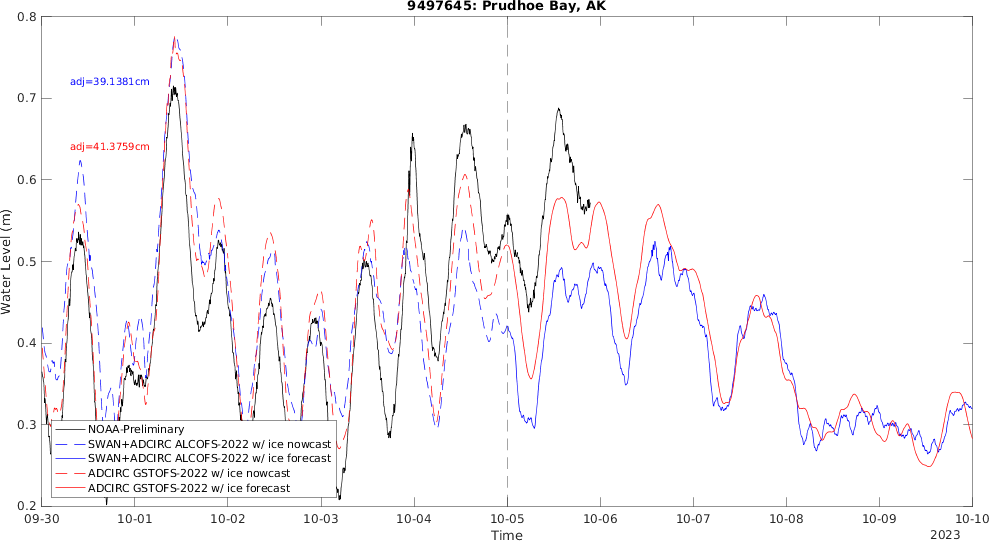 9497645: Prudhoe Bay, AK
0.8
0.7
0.6
0.5
0.4
0.3
0.2
Water Level (m)
adj=39.1381cm
adj=41.3759cm
NOAA-Preliminary
SWAN+ADCIRC ALCOFS-2022 w/ ice nowcast
SWAN+ADCIRC ALCOFS-2022 w/ ice forecast
ADCIRC GSTOFS-2022 w/ ice nowcast
ADCIRC GSTOFS-2022 w/ ice forecast
09-30 10-01 10-02 10-03 10-04 10-05 10-06 10-07 10-08 10-09 10-10
Time
2023